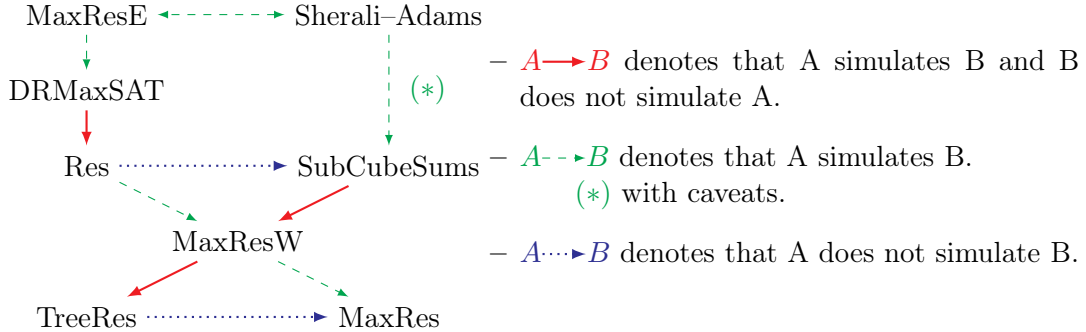 MaxResE Sherali–Adams
DRMaxSAT
(∗)
Res SubCubeSums
MaxResW
TreeRes MaxRes
– A B denotes that A simulates B and B
does not simulate A.
– A B denotes that A simulates B.
(∗) with caveats.
– A B denotes that A does not simulate B.